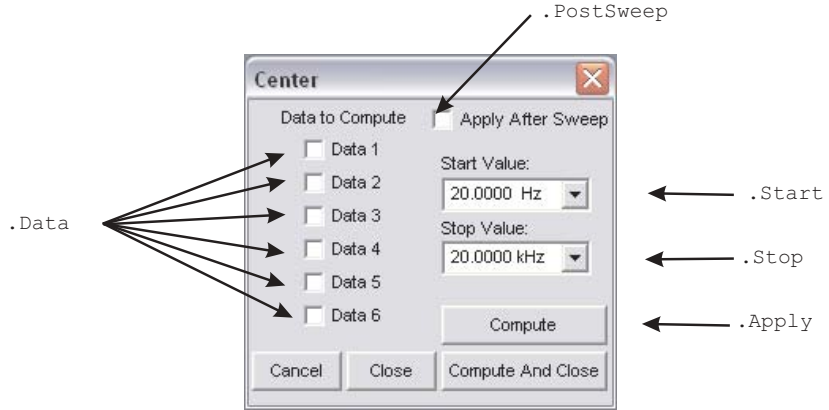 .PostSweep
Center
Data to Compute
Apply After Sweep
Data 1
Data 2
Data 3
Data 4
Data 5
Data 6
.Data
Start Value:
20.0000 Hz
.Start
Stop Value:
20.0000 kHz
.Stop
Compute
.Apply
Cancel
Close
Compute And Close